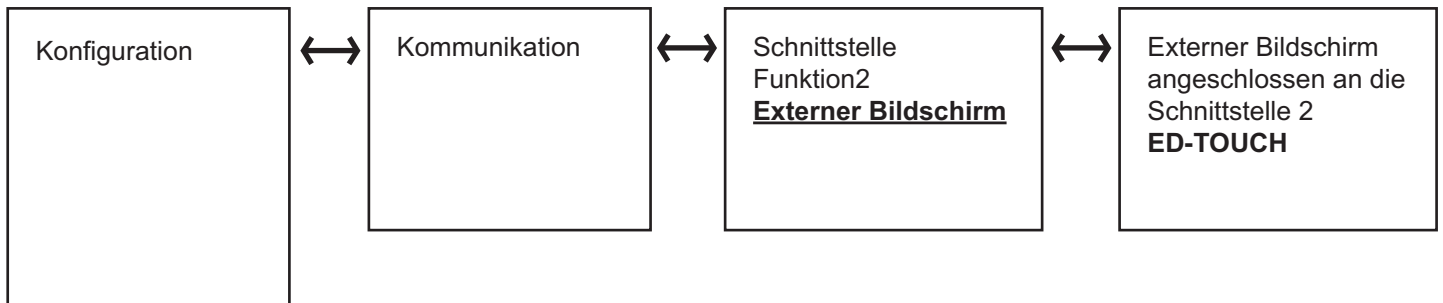 Konfiguration
Kommunikation
Schnittstelle
Funktion2
Externer Bildschirm
Externer Bildschirm
angeschlossen an die
Schnittstelle 2
ED-TOUCH